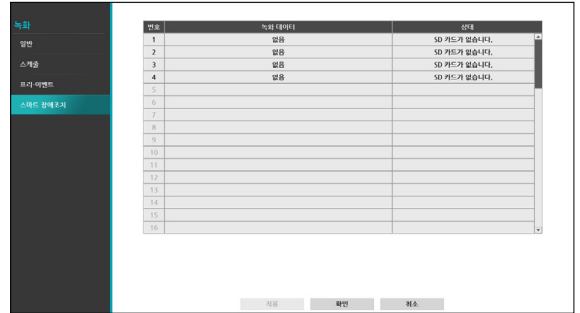 녹화
일반
스케줄
프리-이벤트
스마트 장애조치
번호 녹화 데이터 상태
1 없음 SD 카드가 없습니다.
2 없음 SD 카드가 없습니다.
3 없음 SD 카드가 없습니다.
4 없음 SD 카드가 없습니다.
5
6
7
8
9
10
11
12
13
14
15
16
적용 확인 취소